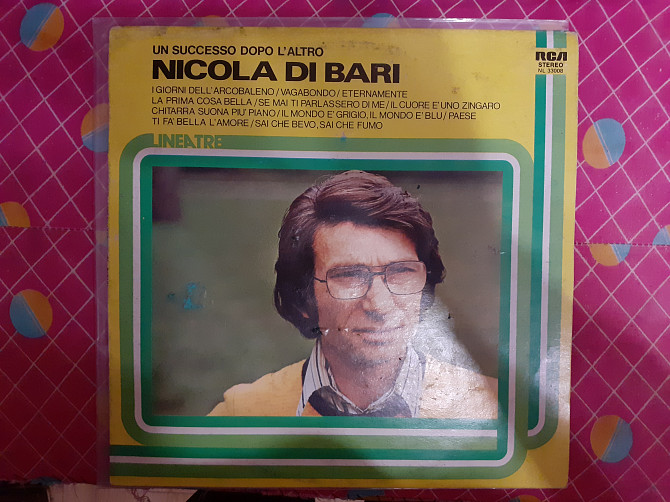 UN SUCCESSO DOPO L'ALTRO
NICOLA DI BARI
I GIORNI DELL'ARCOBALENO/VAGABONDO/ETERNAMENTE
LA PRIMA COSA BELLA/SE MAI TI PARLASSERO DI ME/IL CUORE E' UNO ZINGARO
CHITARRA SUONA PIU' PIANO/IL MONDO E' GRIGIO, IL MONDO E' BLU/PAESE
TI FA' BELLA L'AMORE/SAI CHE BEVO, SAI CHE FUMO
LINEATRE
RCA
STEREO
NL 33008